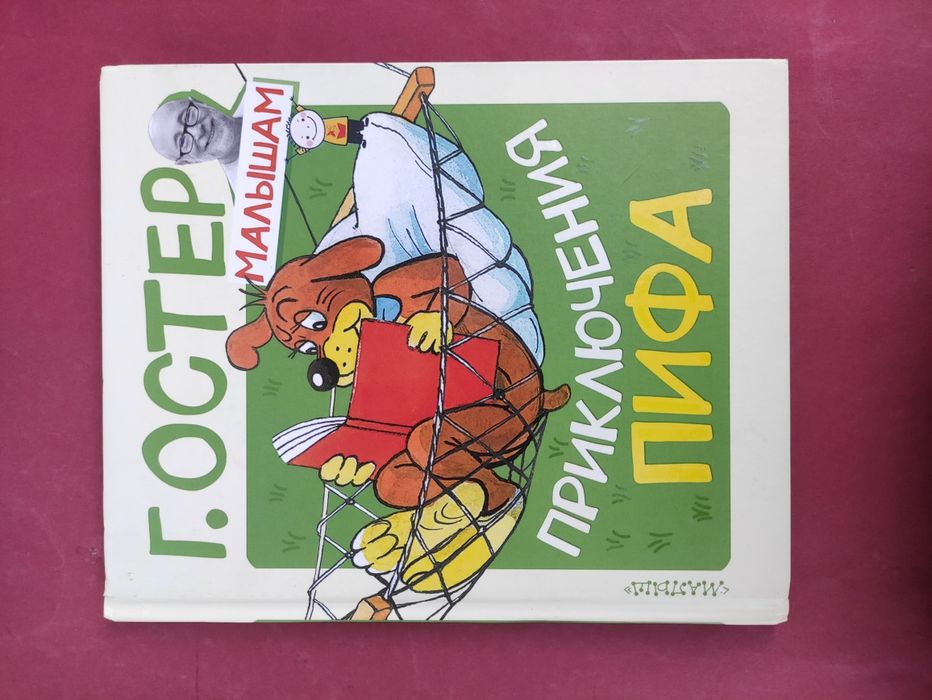 Г. ОСТЕР
МАЛЫШАМ
ПРИКЛЮЧЕНИЯ
ПИФА
«МАЛЫШ»